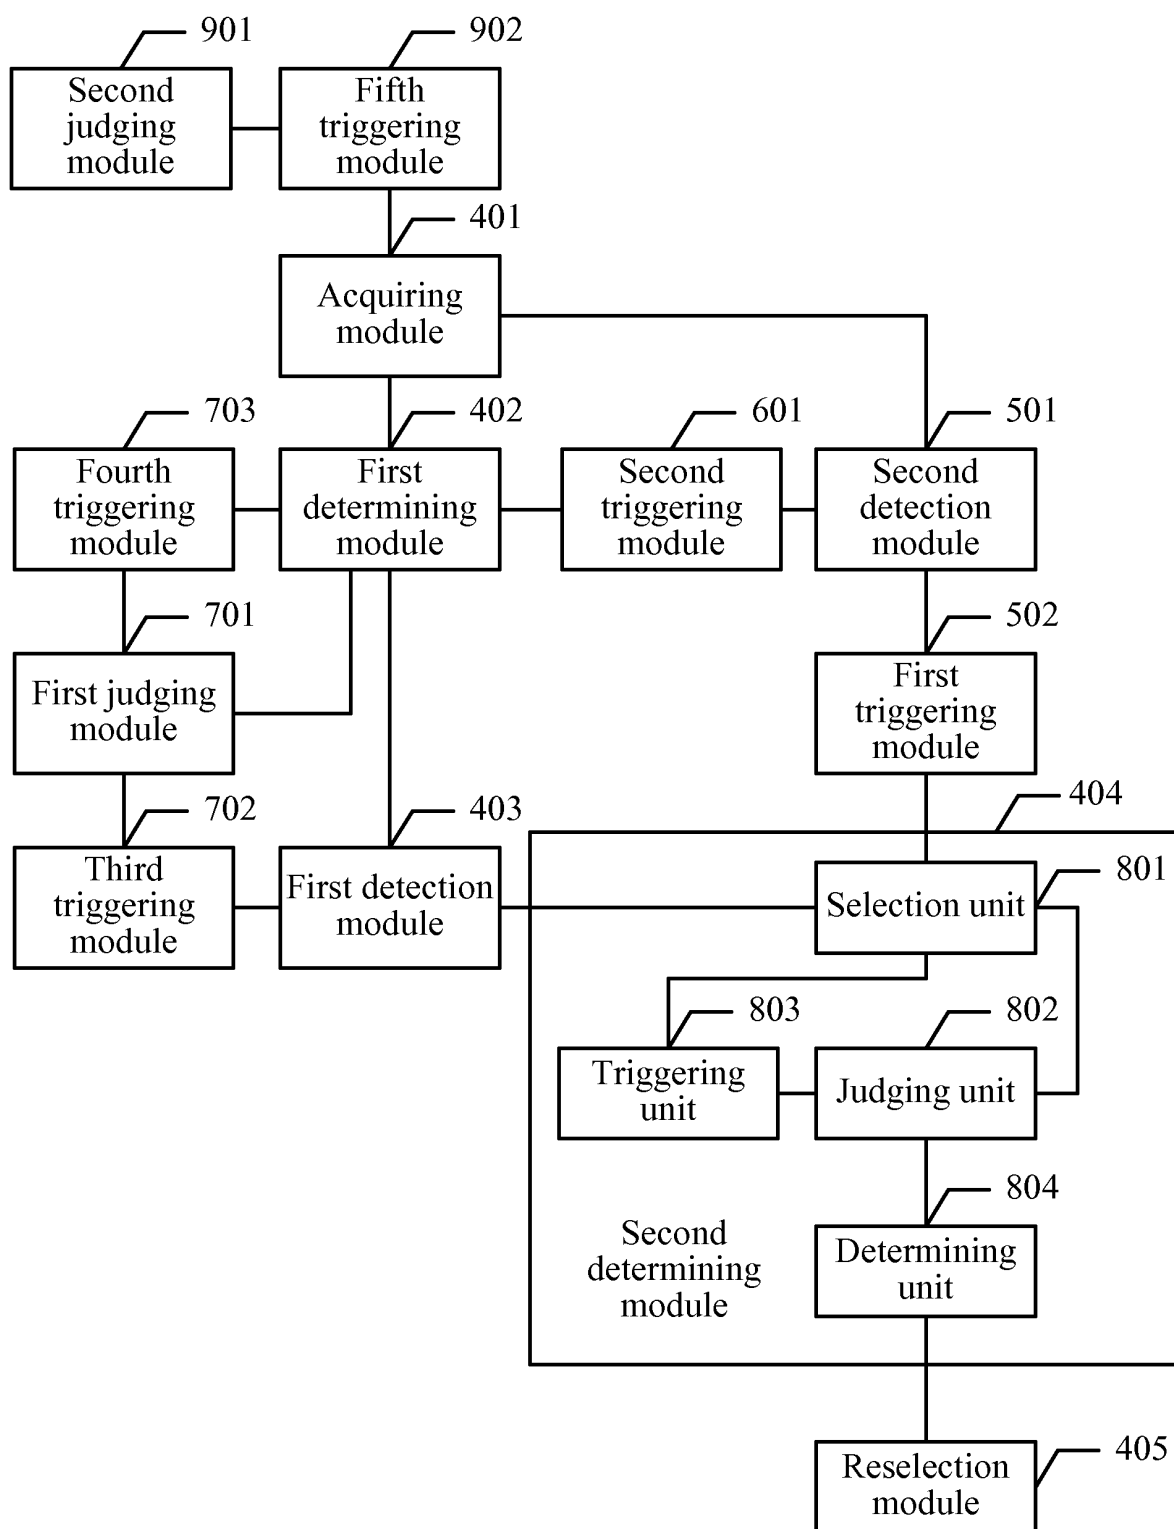 901
902
Second
judging
module
Fifth
triggering
module
401
Acquiring
module
703
402
601
501
Fourth
triggering
module
First
determining
module
Second
triggering
module
Second
detection
module
701
502
First judging
module
First
triggering
module
702
403
404
Third
triggering
module
First detection
module
Selection unit
801
803
802
Triggering
unit
Judging unit
804
Second
determining
module
Determining
unit
405
Reselection
module